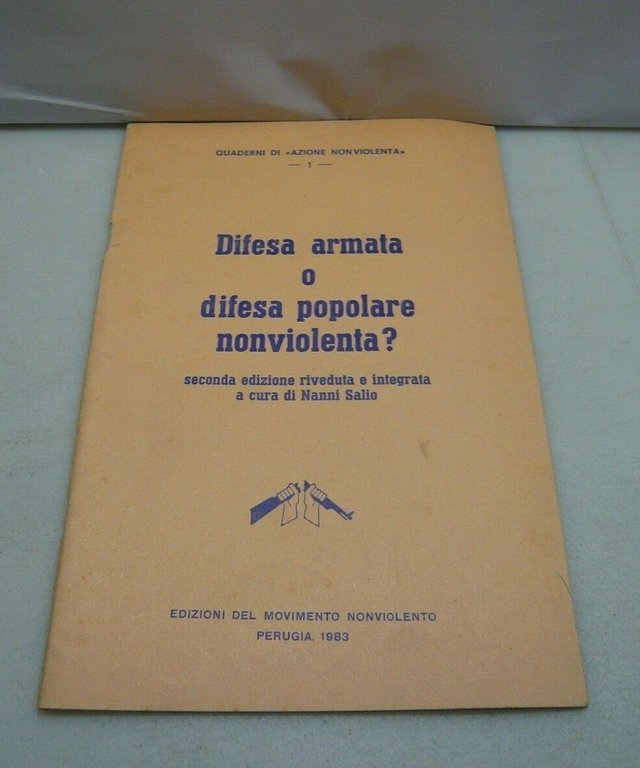 QUADERNI DI «AZIONE NONVIOLENTA»
— 1 —
Difesa armata
o
difesa popolare
nonviolenta?
seconda edizione riveduta e integrata
a cura di Nanni Salio
EDIZIONI DEL MOVIMENTO NONVIOLENTO
PERUGIA, 1983